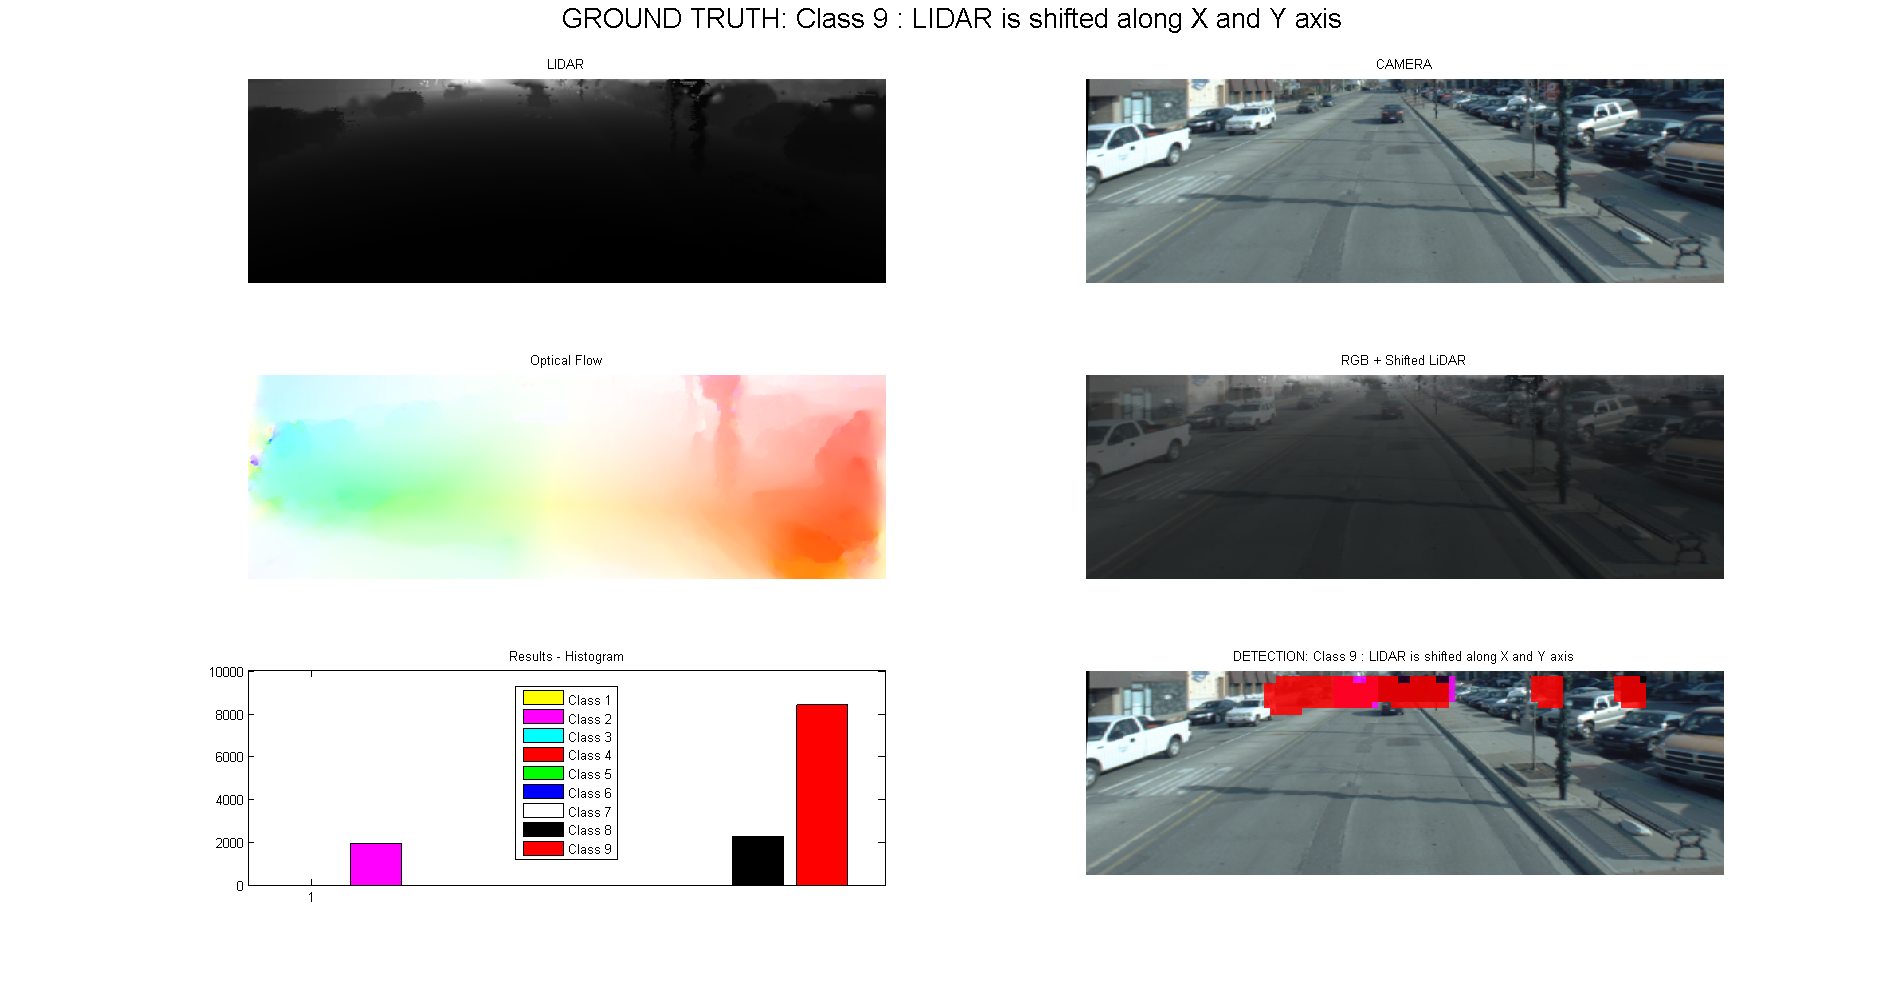 GROUND TRUTH: Class 9 : LIDAR is shifted along X and Y axis
LIDAR
CAMERA
Optical Flow
RGB + Shifted LiDAR
Results - Histogram
10000
8000
6000
4000
2000
0
1
Class 1
Class 2
Class 3
Class 4
Class 5
Class 6
Class 7
Class 8
Class 9
DETECTION: Class 9 : LIDAR is shifted along X and Y axis